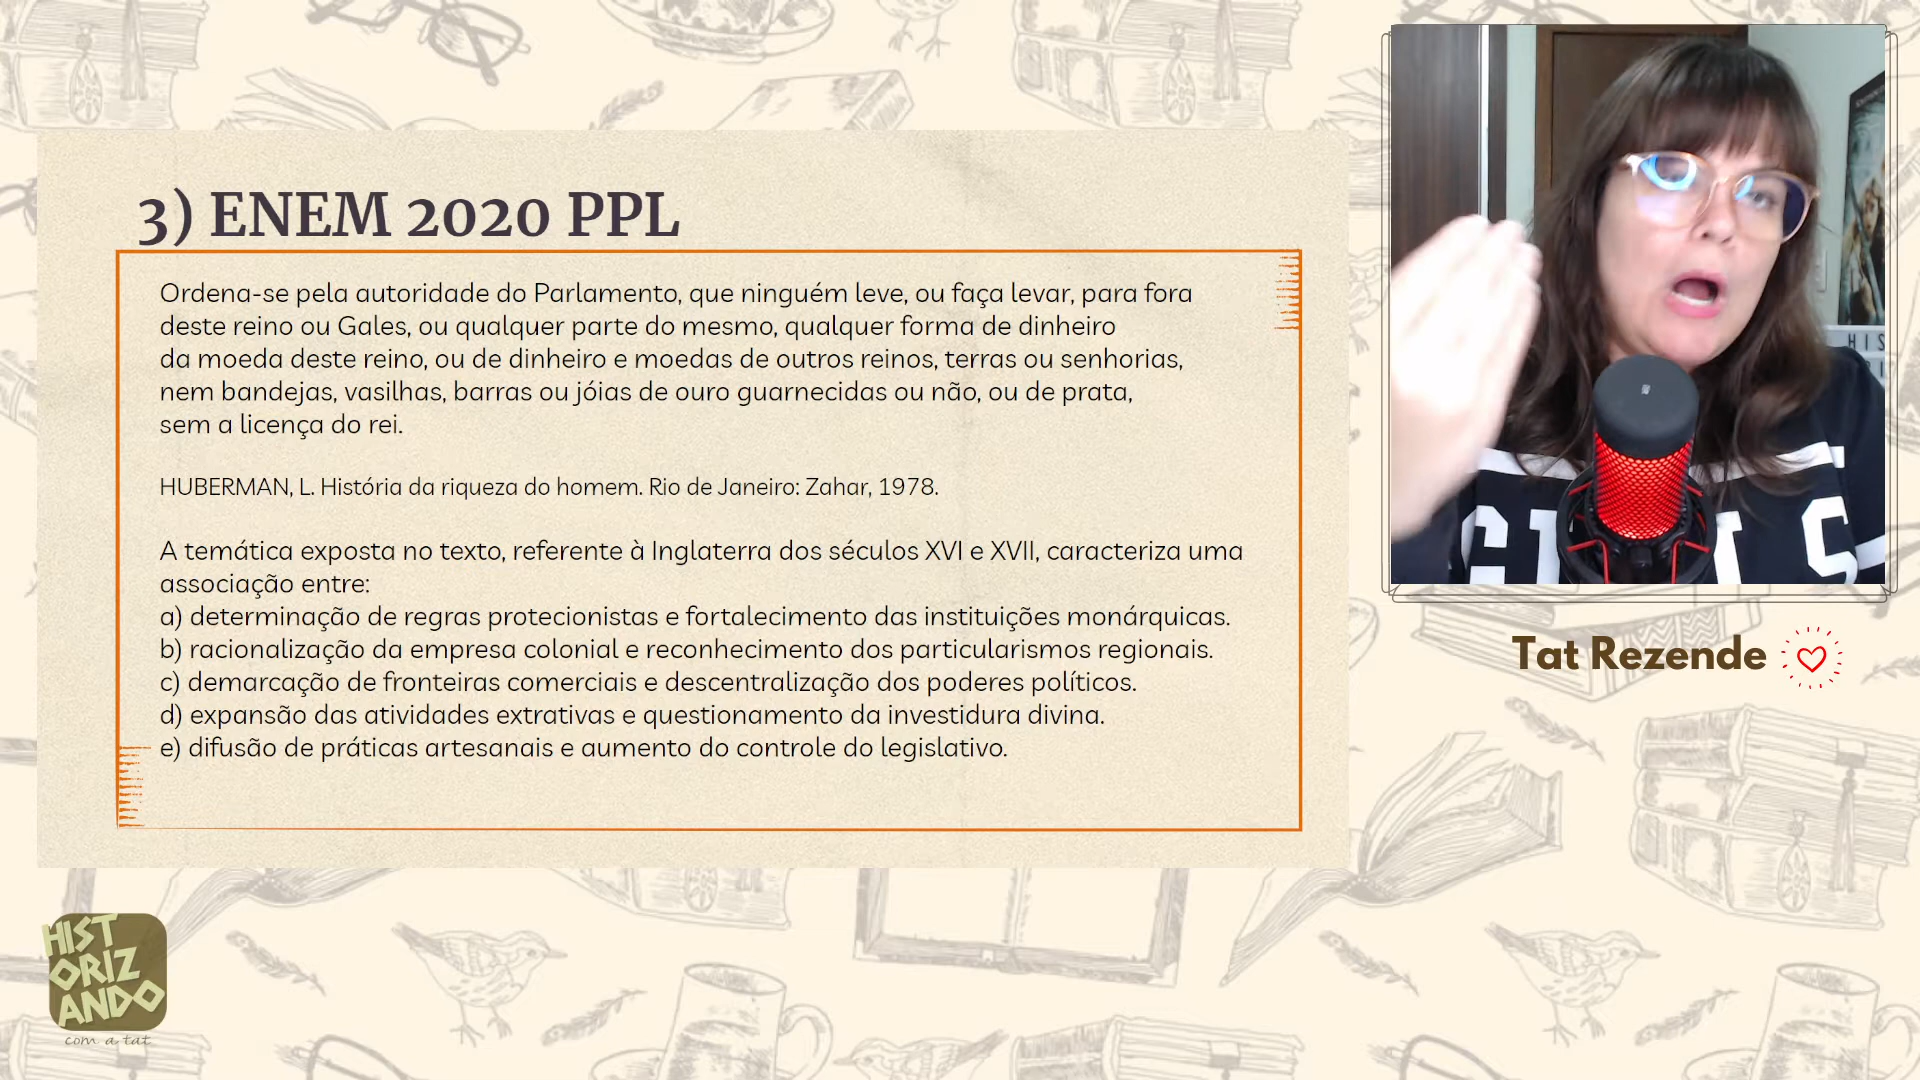 3) ENEM 2020 PPL
Ordena-se pela autoridade do Parlamento, que ninguém leve, ou faça levar, para fora
deste reino ou Gales, ou qualquer parte do mesmo, qualquer forma de dinheiro
da moeda deste reino, ou de dinheiro e moedas de outros reinos, terras ou senhorias,
nem bandejas, vasilhas, barras ou jóias de ouro guarnecidas ou não, ou de prata,
sem a licença do rei.
HUBERMAN, L. História da riqueza do homem. Rio de Janeiro: Zahar, 1978.
A temática exposta no texto, referente à Inglaterra dos séculos XVI e XVII, caracteriza uma
associação entre:
a) determinação de regras protecionistas e fortalecimento das instituições monárquicas.
b) racionalização da empresa colonial e reconhecimento dos particularismos regionais.
c) demarcação de fronteiras comerciais e descentralização dos poderes políticos.
d) expansão das atividades extrativas e questionamento da investidura divina.
e) difusão de práticas artesanais e aumento do controle do legislativo.
HIS
Tat Rezende
HIST
ORIZ
ANDO
com a tat